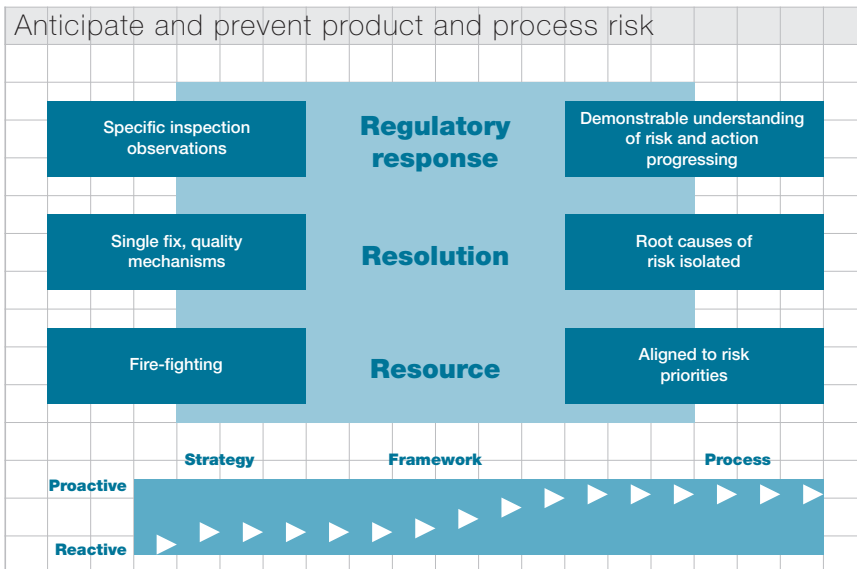 Anticipate and prevent product and process risk
Specific inspection
observations
Regulatory
response
Demonstrable understanding
of risk and action
progressing
Single fix, quality
mechanisms
Resolution
Root causes of
risk isolated
Fire-fighting
Resource
Aligned to risk
priorities
Strategy
Framework
Process
Proactive
Reactive